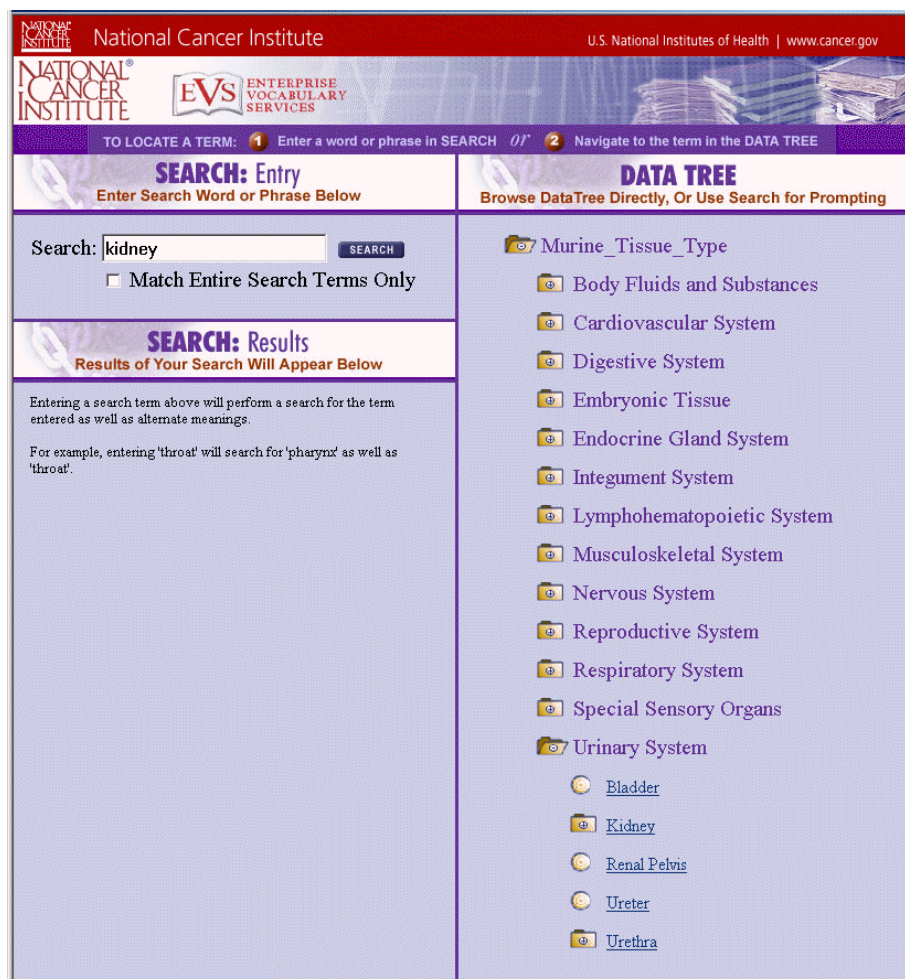 NATIONAL
CANCER
INSTITUTE
National Cancer Institute
U.S. National Institutes of Health | www.cancer.gov
NATIONAL®
CANCER
INSTITUTE
EVS
ENTERPRISE
VOCABULARY
SERVICES
TO LOCATE A TERM: 1 Enter a word or phrase in SEARCH or 2 Navigate to the term in the DATA TREE
SEARCH: Entry
Enter Search Word or Phrase Below
Search: kidney SEARCH
Match Entire Search Terms Only
SEARCH: Results
Results of Your Search Will Appear Below
Entering a search term above will perform a search for the term
entered as well as alternate meanings.
For example, entering 'throat' will search for 'pharynx' as well as
'throat'.
DATA TREE
Browse DataTree Directly, Or Use Search for Prompting
Murine_Tissue_Type
Body Fluids and Substances
Cardiovascular System
Digestive System
Embryonic Tissue
Endocrine Gland System
Integument System
Lymphohematopoietic System
Musculoskeletal System
Nervous System
Reproductive System
Respiratory System
Special Sensory Organs
Urinary System
Bladder
Kidney
Renal Pelvis
Ureter
Urethra